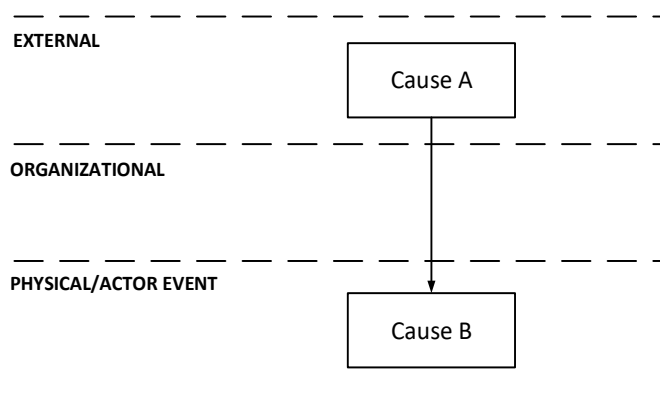 EXTERNAL
Cause A
ORGANIZATIONAL
PHYSICAL/ACTOR EVENT
Cause B